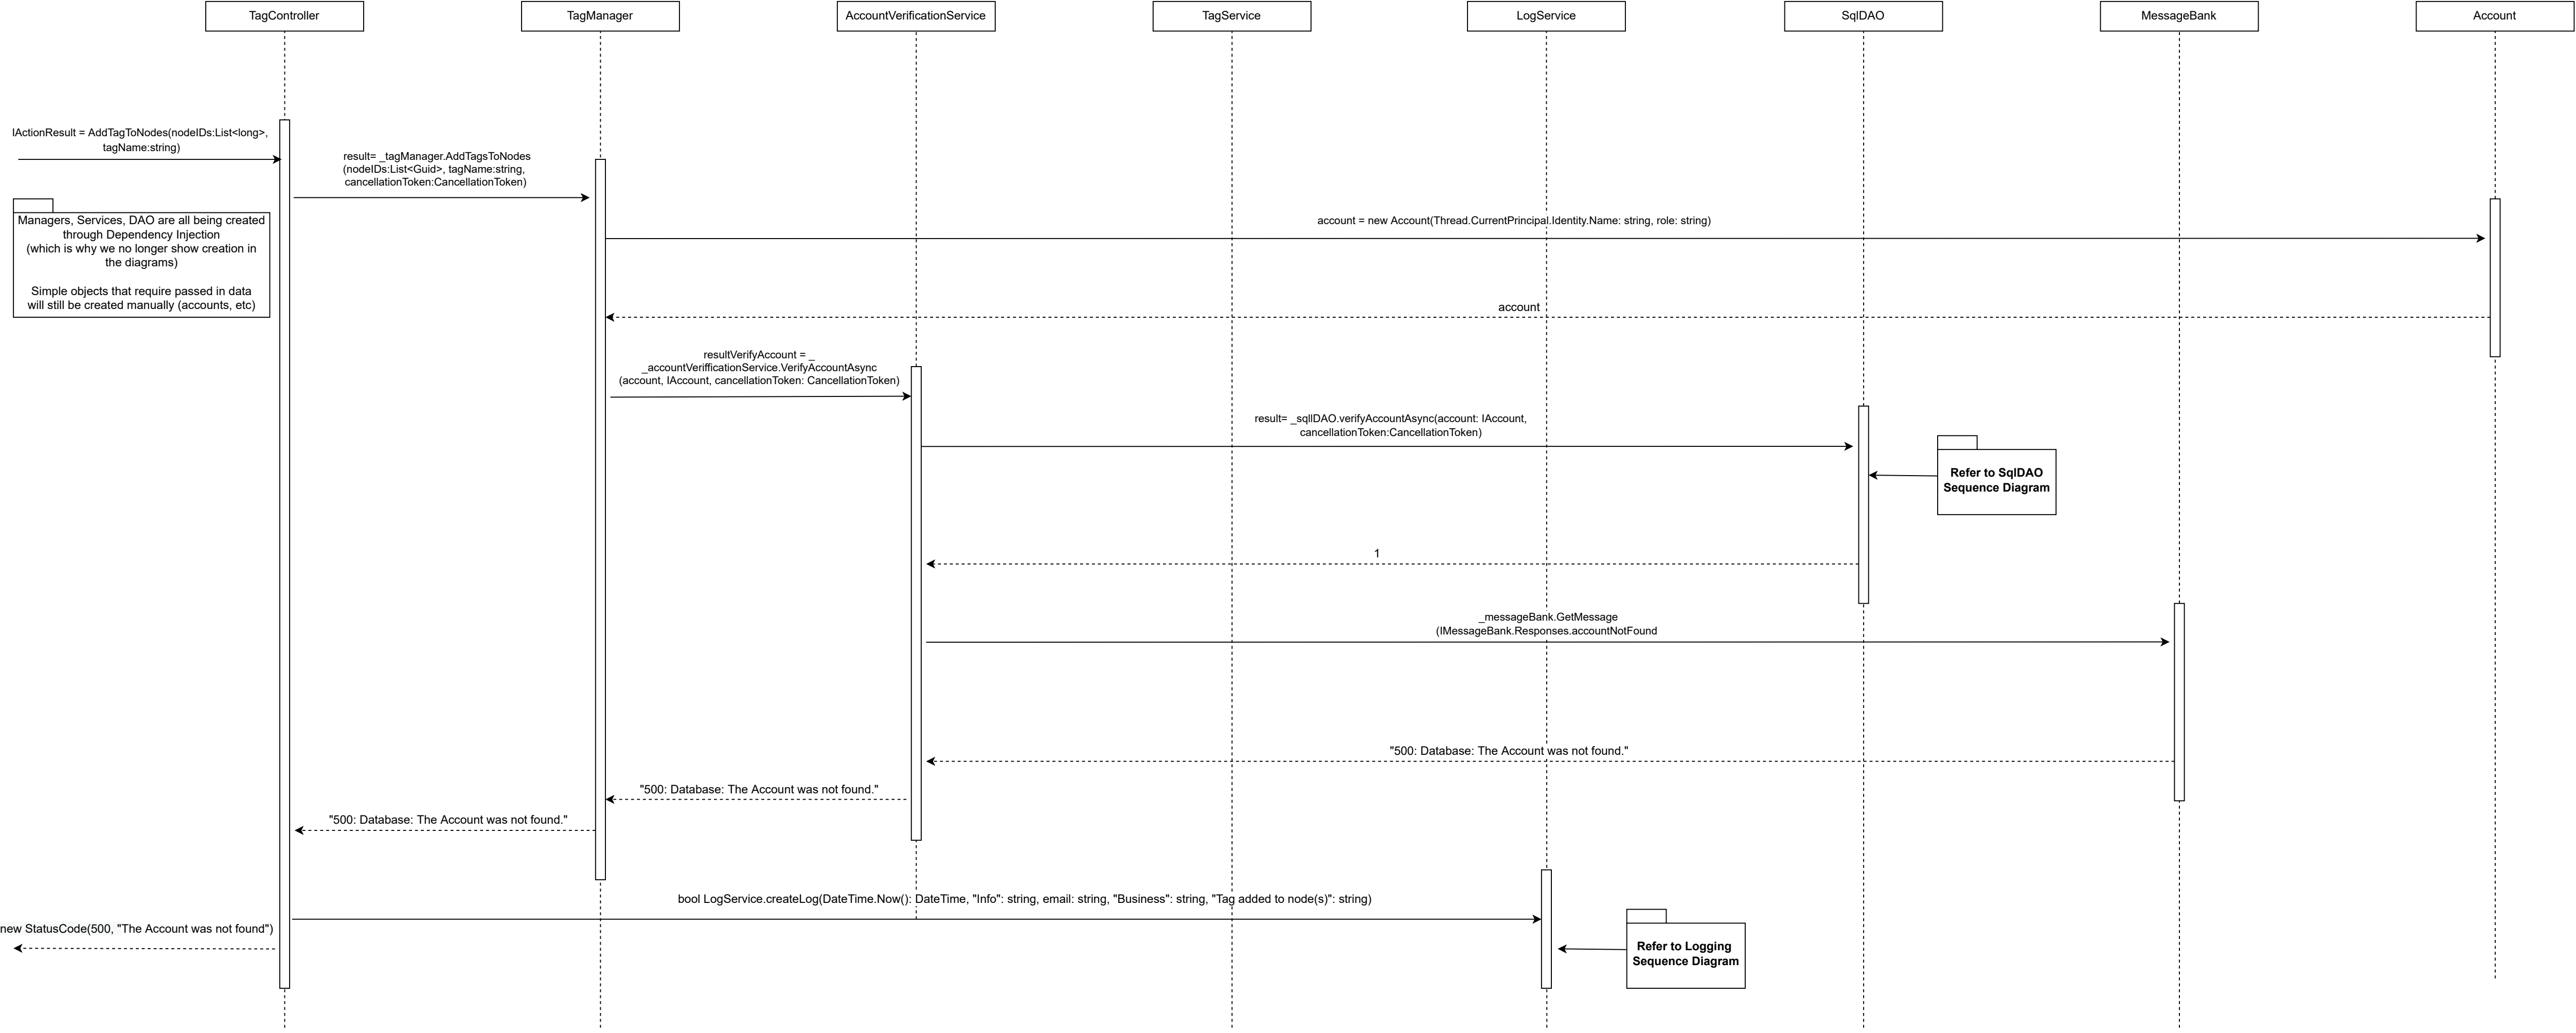 TagController
TagManager
AccountVerificationService
TagService
LogService
SqlDAO
MessageBank
Account
IActionResult = AddTagToNodes(nodeIDs:List<long>,
tagName:string)
result= _tagManager.AddTagsToNodes
(nodeIDs:List<Guid>, tagName:string,
cancellationToken:CancellationToken)
Managers, Services, DAO are all being created
through Dependency Injection
(which is why we no longer show creation in
the diagrams)
Simple objects that require passed in data
will still be created manually (accounts, etc)
account = new Account(Thread.CurrentPrincipal.Identity.Name: string, role: string)
account
resultVerifyAccount = _
_accountVeriffficationService.VerifyAccountAsync
(account, IAccount, cancellationToken: CancellationToken)
result= _sqllDAO.verifyAccountAsync(account: IAccount,
cancellationToken:CancellationToken)
Refer to SqlDAO
Sequence Diagram
1
_messageBank.GetMessage
(IMessageBank.Responses.accountNotFound
"500: Database: The Account was not found."
"500: Database: The Account was not found."
"500: Database: The Account was not found."
bool LogService.createLog(DateTime.Now(): DateTime, "Info": string, email: string, "Business": string, "Tag added to node(s)": string)
new StatusCode(500, "The Account was not found")
Refer to Logging
Sequence Diagram